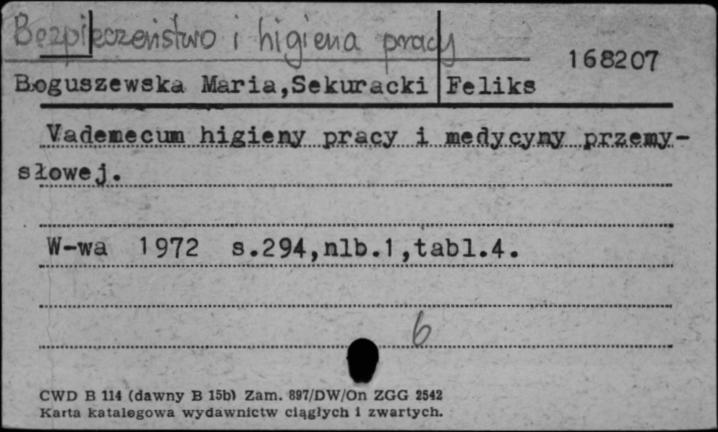 Bezpieczeństwo i higiena pracy
168207
Boguszewska Maria,Sekuracki Feliks
Vademecum higieny pracy i medycyny przemy-
słowej.
W-wa 1972 s.294,nlb.1,tabl.4.
6
CWD B 114 (dawny B 15b) Zam. 897/DW/On ZGG 2542
Karta katalogowa wydawnictw ciągłych i zwartych.